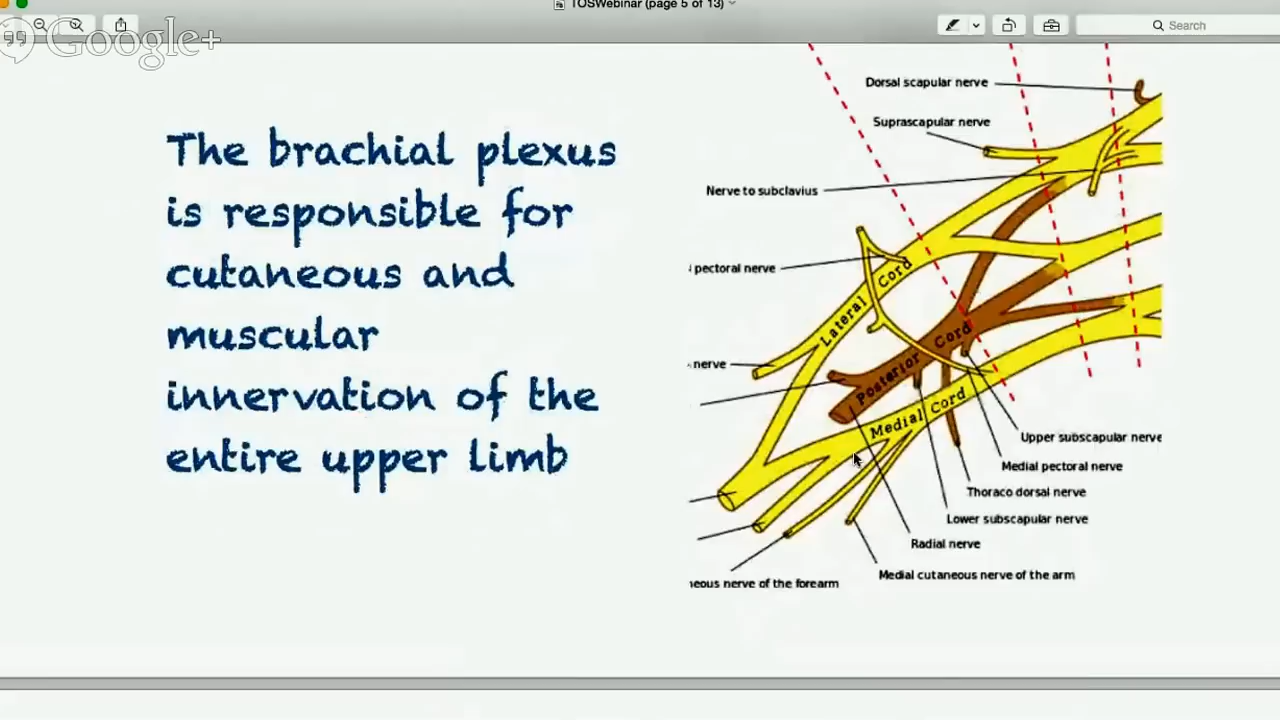 TOSWebinar (page 5 of 13)
Google+
Search
The brachial plexus
is responsible for
cutaneous and
muscular
innervation of the
entire upper limb
Dorsal scapular nerve
Suprascapular nerve
Nerve to subclavius
pectoral nerve
Lateral Cord
Posterior Cord
Medial Cord
nerve
Upper subscapular nerve
Medial pectoral nerve
Thoraco dorsal nerve
Lower subscapular nerve
Radial nerve
Medial cutaneous nerve of the arm
neous nerve of the forearm